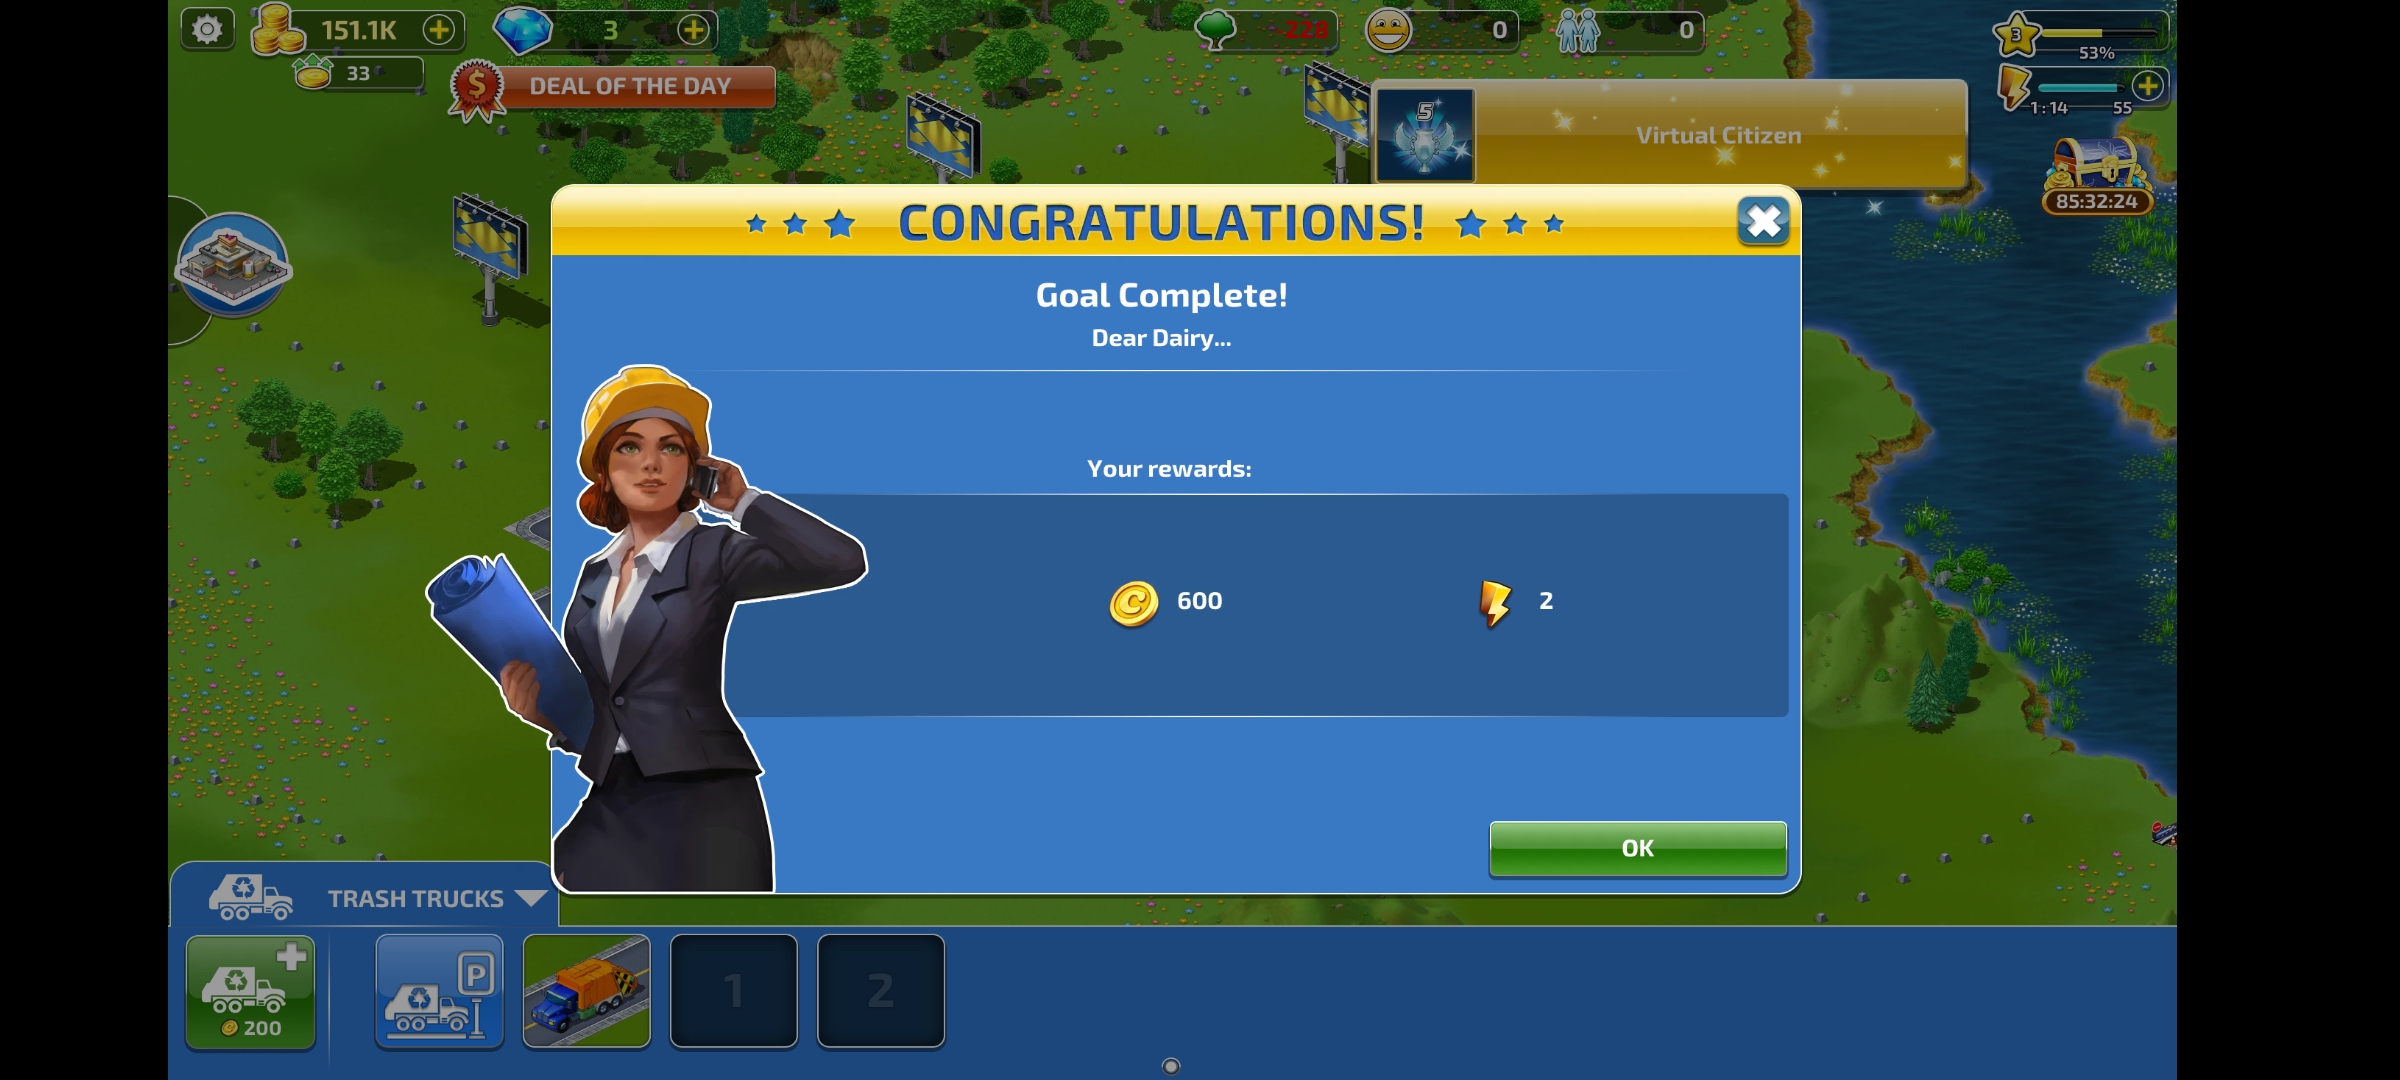 151.1K
3
-228
0
0
3
53%
33
DEAL OF THE DAY
1:14
55
5
Virtual Citizen
85:32:24
CONGRATULATIONS!
Goal Complete!
Dear Dairy...
Your rewards:
600
2
OK
TRASH TRUCKS
200
P
1
2